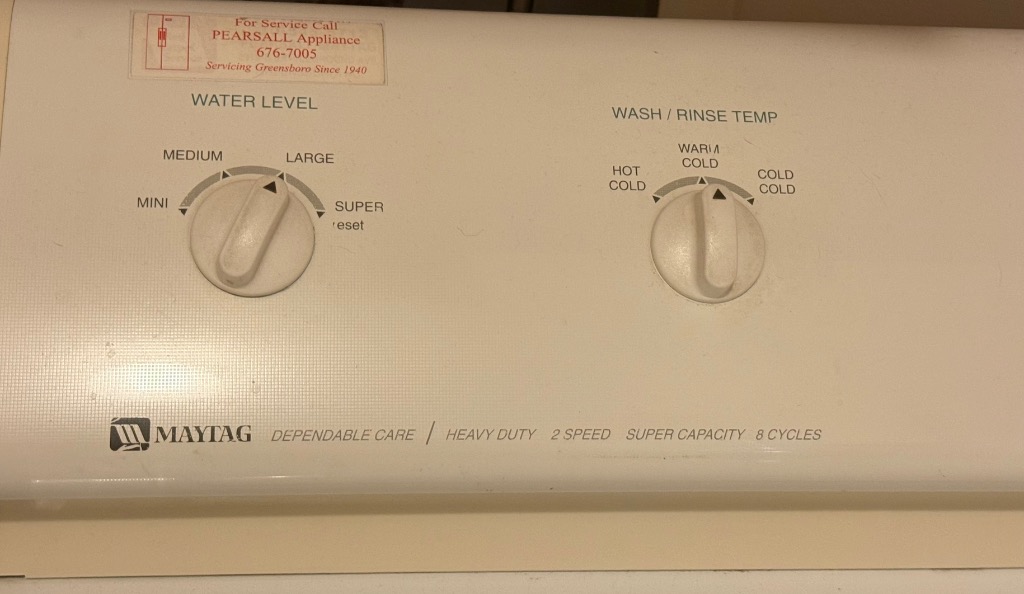 For Service Call
PEARSALL Appliance
676-7005
Servicing Greensboro Since 1940
WATER LEVEL
MINI
MEDIUM
LARGE
SUPER
eset
WASH / RINSE TEMP
HOT
COLD
WARM
COLD
COLD
COLD
MAYTAG DEPENDABLE CARE / HEAVY DUTY 2 SPEED SUPER CAPACITY 8 CYCLES